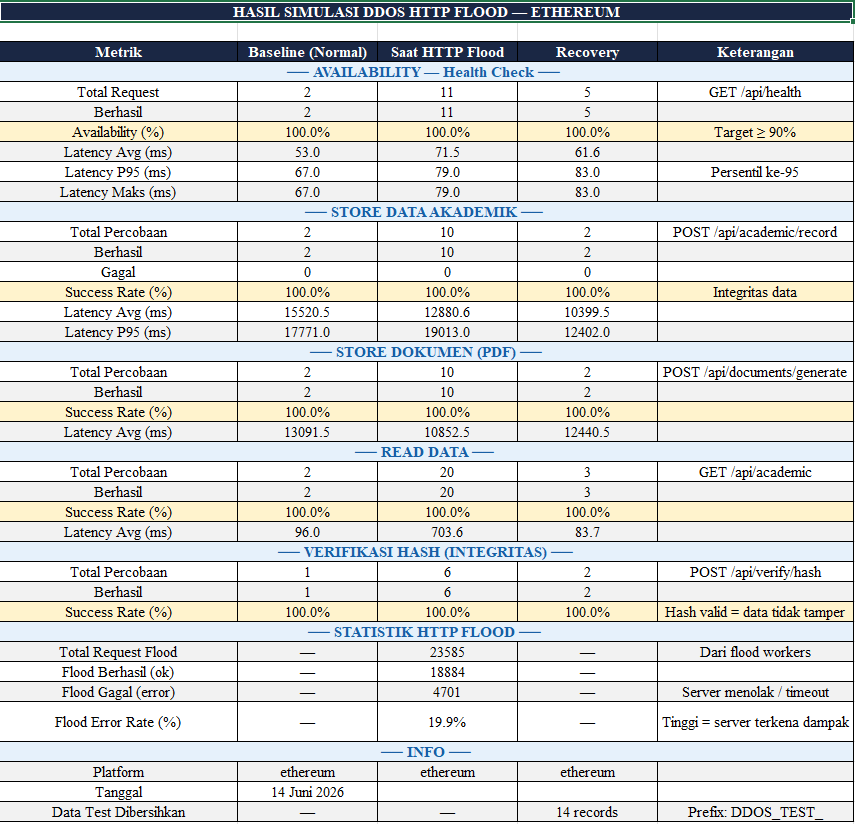 HASIL SIMULASI DDOS HTTP FLOOD — ETHEREUM
Metrik Baseline (Normal) Saat HTTP Flood Recovery Keterangan
── AVAILABILITY — Health Check ──
Total Request 2 11 5 GET /api/health
Berhasil 2 11 5
Availability (%) 100.0% 100.0% 100.0% Target ≥ 90%
Latency Avg (ms) 53.0 71.5 61.6
Latency P95 (ms) 67.0 79.0 83.0 Persentil ke-95
Latency Maks (ms) 67.0 79.0 83.0
── STORE DATA AKADEMIK ──
Total Percobaan 2 10 2 POST /api/academic/record
Berhasil 2 10 2
Gagal 0 0 0
Success Rate (%) 100.0% 100.0% 100.0% Integritas data
Latency Avg (ms) 15520.5 12880.6 10399.5
Latency P95 (ms) 17771.0 19013.0 12402.0
── STORE DOKUMEN (PDF) ──
Total Percobaan 2 10 2 POST /api/documents/generate
Berhasil 2 10 2
Success Rate (%) 100.0% 100.0% 100.0%
Latency Avg (ms) 13091.5 10852.5 12440.5
── READ DATA ──
Total Percobaan 2 20 3 GET /api/academic
Berhasil 2 20 3
Success Rate (%) 100.0% 100.0% 100.0%
Latency Avg (ms) 96.0 703.6 83.7
── VERIFIKASI HASH (INTEGRITAS) ──
Total Percobaan 1 6 2 POST /api/verify/hash
Berhasil 1 6 2
Success Rate (%) 100.0% 100.0% 100.0% Hash valid = data tidak tamper
── STATISTIK HTTP FLOOD ──
Total Request Flood — 23585 — Dari flood workers
Flood Berhasil (ok) — 18884 —
Flood Gagal (error) — 4701 — Server menolak / timeout
Flood Error Rate (%) — 19.9% — Tinggi = server terkena dampak
── INFO ──
Platform ethereum ethereum ethereum
Tanggal 14 Juni 2026
Data Test Dibersihkan — — 14 records Prefix: DDOS_TEST_